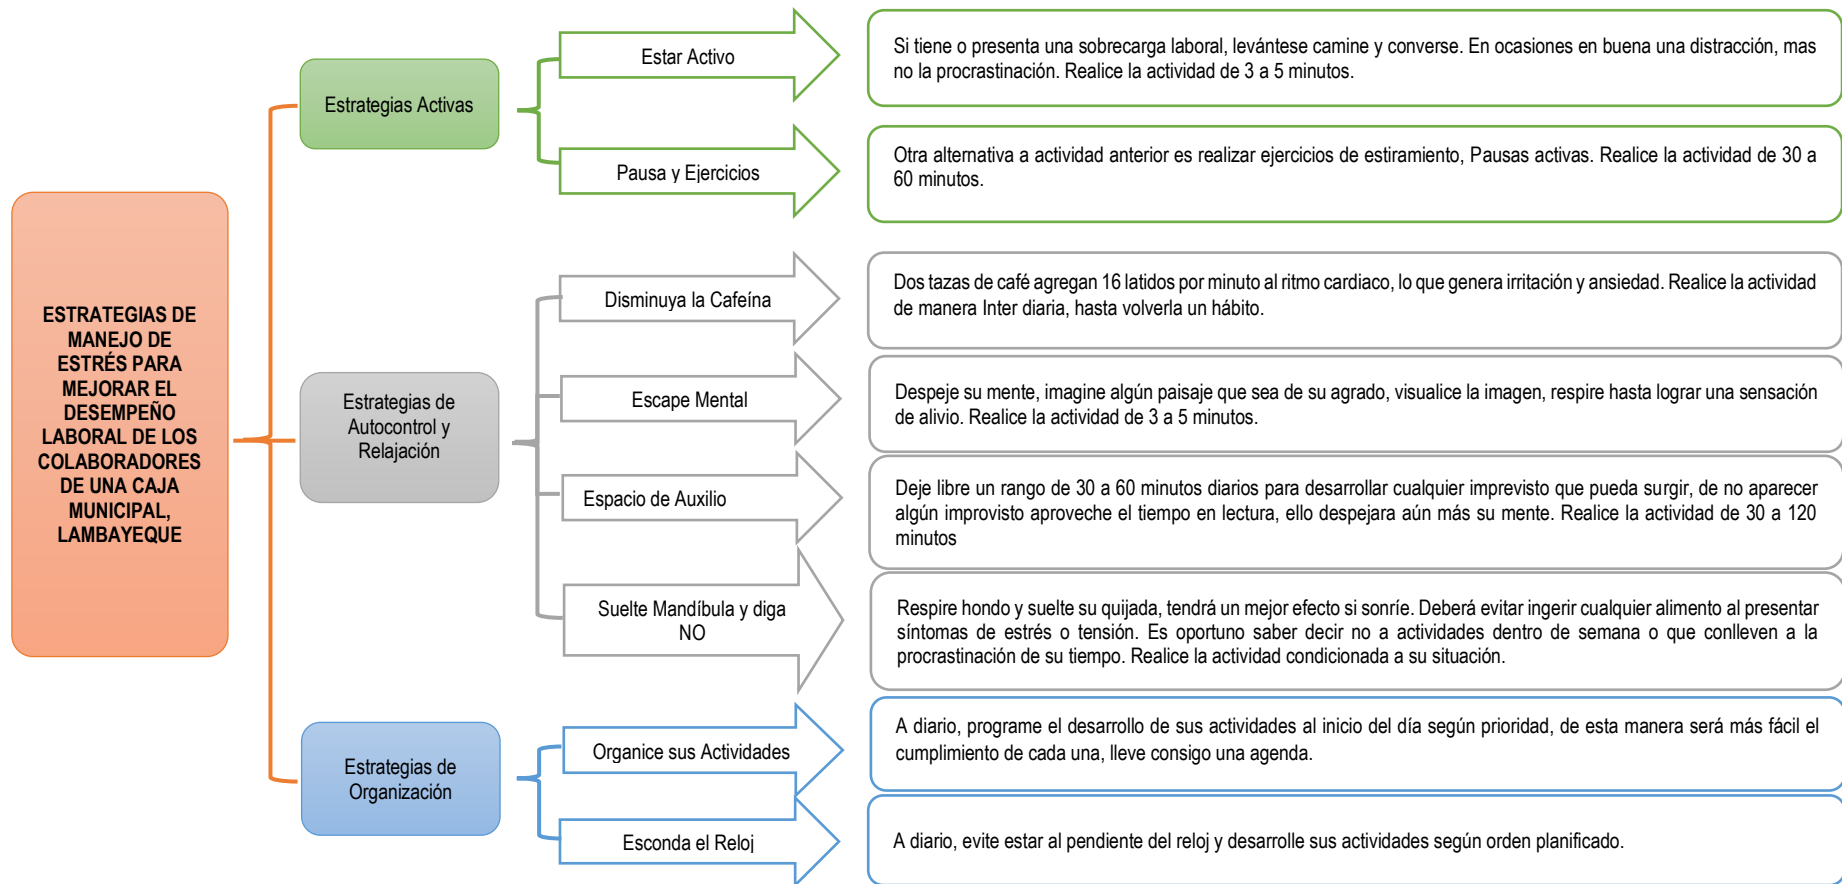 ESTRATEGIAS DE
MANEJO DE
ESTRÉS PARA
MEJORAR EL
DESEMPEÑO
LABORAL DE LOS
COLABORADORES
DE UNA CAJA
MUNICIPAL,
LAMBAYEQUE
Estrategias Activas
Estar Activo
Si tiene o presenta una sobrecarga laboral, levántese camine y converse. En ocasiones en buena una distracción, mas
no la procrastinación. Realice la actividad de 3 a 5 minutos.
Pausa y Ejercicios
Otra alternativa a actividad anterior es realizar ejercicios de estiramiento, Pausas activas. Realice la actividad de 30 a
60 minutos.
Estrategias de
Autocontrol y
Relajación
Disminuya la Cafeína
Dos tazas de café agregan 16 latidos por minuto al ritmo cardiaco, lo que genera irritación y ansiedad. Realice la actividad
de manera Inter diaria, hasta volverla un hábito.
Escape Mental
Despeje su mente, imagine algún paisaje que sea de su agrado, visualice la imagen, respire hasta lograr una sensación
de alivio. Realice la actividad de 3 a 5 minutos.
Espacio de Auxilio
Deje libre un rango de 30 a 60 minutos diarios para desarrollar cualquier imprevisto que pueda surgir, de no aparecer
algún improvisto aproveche el tiempo en lectura, ello despejara aún más su mente. Realice la actividad de 30 a 120
minutos
Suelte Mandíbula y diga
NO
Respire hondo y suelte su quijada, tendrá un mejor efecto si sonríe. Deberá evitar ingerir cualquier alimento al presentar
síntomas de estrés o tensión. Es oportuno saber decir no a actividades dentro de semana o que conlleven a la
procrastinación de su tiempo. Realice la actividad condicionada a su situación.
Estrategias de
Organización
Organice sus Actividades
A diario, programe el desarrollo de sus actividades al inicio del día según prioridad, de esta manera será más fácil el
cumplimiento de cada una, lleve consigo una agenda.
Esconda el Reloj
A diario, evite estar al pendiente del reloj y desarrolle sus actividades según orden planificado.